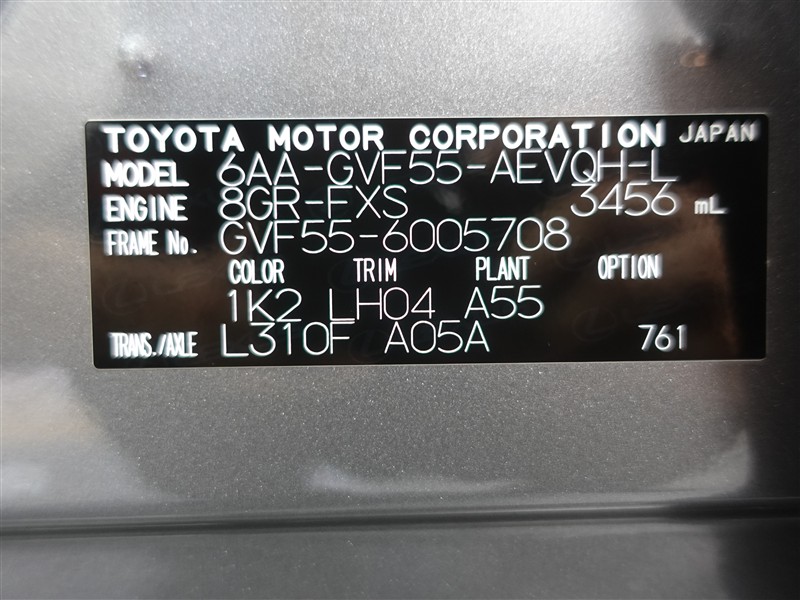 TOYOTA MOTOR CORPORATION JAPAN
MODEL 6AA-GVF55-AEVQH-L
ENGINE 8GR-FXS 3456 mL
FRAME No. GVF55-6005708
COLOR TRIM PLANT OPTION
1K2 LH04 A55
TRANS./AXLE L310F A05A 761